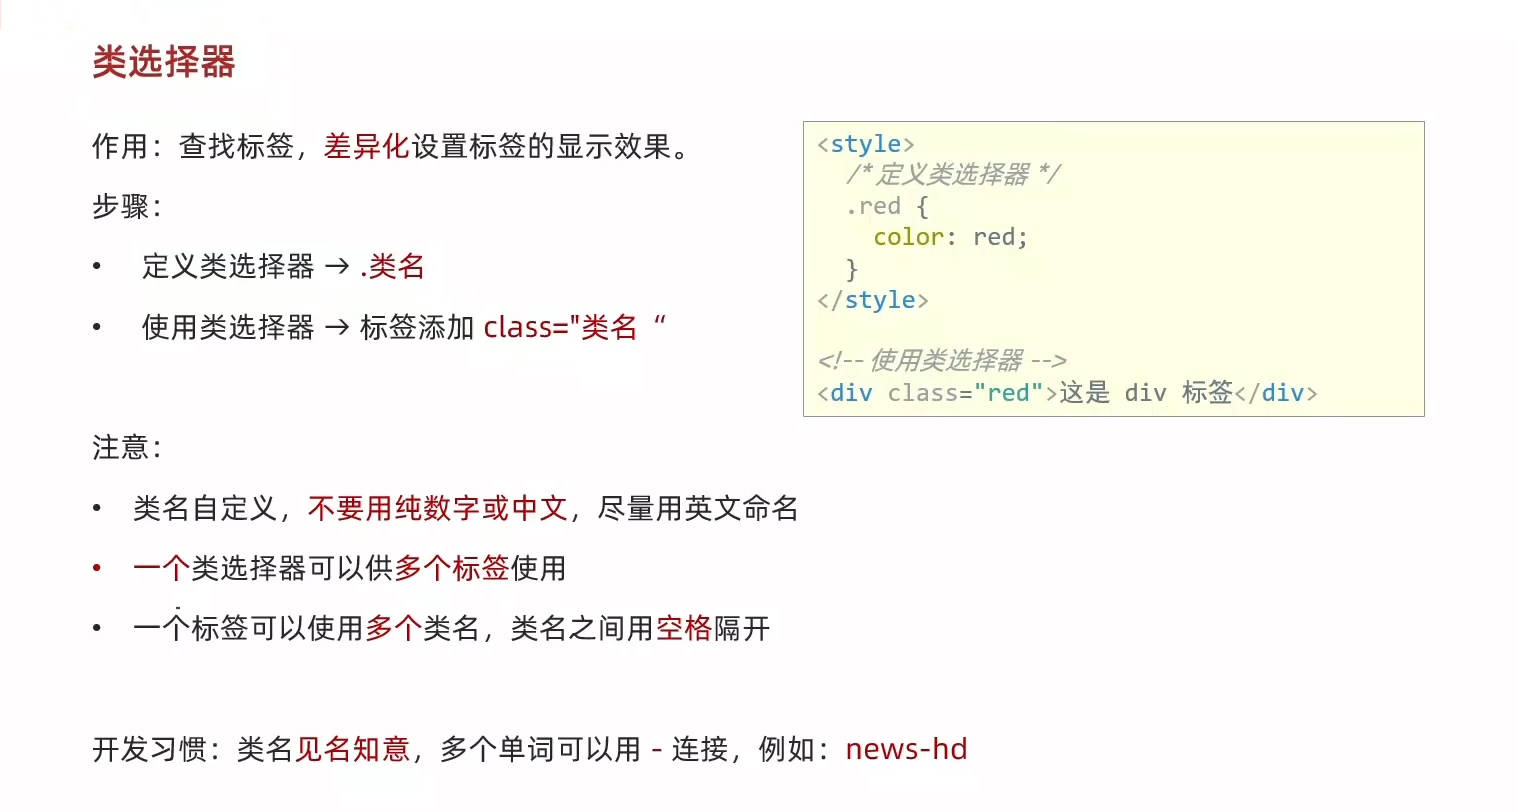 类选择器
作用：查找标签，差异化设置标签的显示效果。
步骤：
• 定义类选择器 → .类名
• 使用类选择器 → 标签添加 class="类名“
<style>
/* 定义类选择器 */
.red {
color: red;
}
</style>
<!-- 使用类选择器 -->
<div class="red">这是 div 标签</div>
注意：
• 类名自定义，不要用纯数字或中文，尽量用英文命名
• 一个类选择器可以供多个标签使用
• 一个标签可以使用多个类名，类名之间用空格隔开
开发习惯：类名见名知意，多个单词可以用 - 连接，例如：news-hd